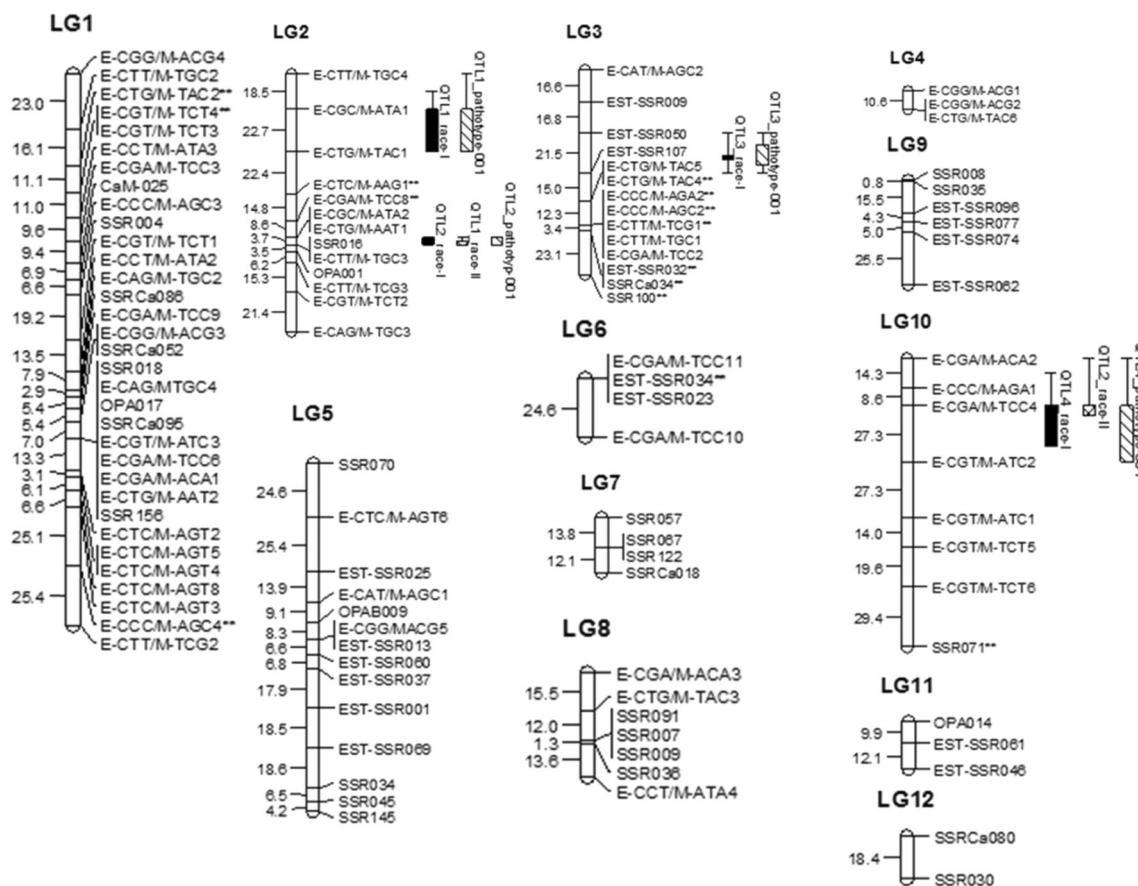 LG1
E-CGG/M-ACG4
E-CTT/M-TGC2
E-CTG/M-TAC2**
E-CGT/M-TCT4**
E-CGT/M-TCT3
E-CCT/M-ATA3
E-CGA/M-TCC3
CaM-025
E-CCC/M-AGC3
SSR004
E-CGT/M-TCT1
E-CCT/M-ATA2
E-CAG/M-TGC2
SSRCa086
E-CGA/M-TCC9
E-CGG/M-ACG3
SSRCa052
SSR018
E-CAG/MTGC4
OPA017
SSRCa095
E-CGT/M-ATC3
E-CGA/M-TCC6
E-CGA/M-ACA1
E-CTG/M-AAT2
SSR156
E-CTC/M-AGT2
E-CTC/M-AGT5
E-CTC/M-AGT4
E-CTC/M-AGT8
E-CTC/M-AGT3
E-CCC/M-AGC4**
E-CTT/M-TCG2
23.0
16.1
11.1
11.0
9.6
9.4
6.9
6.6
19.2
13.5
7.9
2.9
5.4
5.4
7.0
13.3
3.1
6.1
6.6
25.1
25.4
LG2
E-CTT/M-TGC4
E-CGC/M-ATA1
E-CTG/M-TAC1
E-CTC/M-AAG1**
E-CGA/M-TCC8**
E-CGC/M-ATA2
E-CTG/M-AAT1
SSR016
E-CTT/M-TGC3
OPA001
E-CTT/M-TCG3
E-CGT/M-TCT2
E-CAG/M-TGC3
18.5
22.7
22.4
14.8
8.6
3.7
3.5
6.2
15.3
21.4
QTL1_race-I
QTL1_pathotype-001
QTL2_race-I
QTL1_race-II
QTL2_pathotyp-001
LG3
E-CAT/M-AGC2
EST-SSR009
EST-SSR050
EST-SSR107
E-CTG/M-TAC5
E-CTG/M-TAC4**
E-CCC/M-AGA2**
E-CCC/M-AGC2**
E-CTT/M-TCG1**
E-CTT/M-TGC1
E-CGA/M-TCC2
EST-SSR032**
SSRCa034**
SSR100**
16.6
16.8
21.5
15.0
12.3
3.4
23.1
QTL3_race-I
QTL3_pathotype-001
LG4
E-CGG/M-ACG1
E-CGG/M-ACG2
E-CTG/M-TAC6
10.6
LG9
SSR008
SSR035
EST-SSR096
EST-SSR077
EST-SSR074
EST-SSR062
0.8
15.5
4.3
5.0
25.5
LG6
E-CGA/M-TCC11
EST-SSR034**
EST-SSR023
E-CGA/M-TCC10
24.6
LG10
E-CGA/M-ACA2
E-CCC/M-AGA1
E-CGA/M-TCC4
E-CGT/M-ATC2
E-CGT/M-ATC1
E-CGT/M-TCT5
E-CGT/M-TCT6
SSR071**
14.3
8.6
27.3
27.3
14.0
19.6
29.4
QTL4_race-I
QTL2_race-II
LG5
SSR070
E-CTC/M-AGT6
EST-SSR025
E-CAT/M-AGC1
OPAB009
E-CGG/MACG5
EST-SSR013
EST-SSR060
EST-SSR037
EST-SSR001
EST-SSR069
SSR034
SSR045
SSR145
24.6
25.4
13.9
9.1
8.3
6.6
6.8
17.9
18.5
18.6
6.5
4.2
LG7
SSR057
SSR067
SSR122
SSRCa018
13.8
12.1
LG8
E-CGA/M-ACA3
E-CTG/M-TAC3
SSR091
SSR007
SSR009
SSR036
E-CCT/M-ATA4
15.5
12.0
1.3
13.6
LG11
OPA014
EST-SSR061
EST-SSR046
9.9
12.1
LG12
SSRCa080
SSR030
18.4